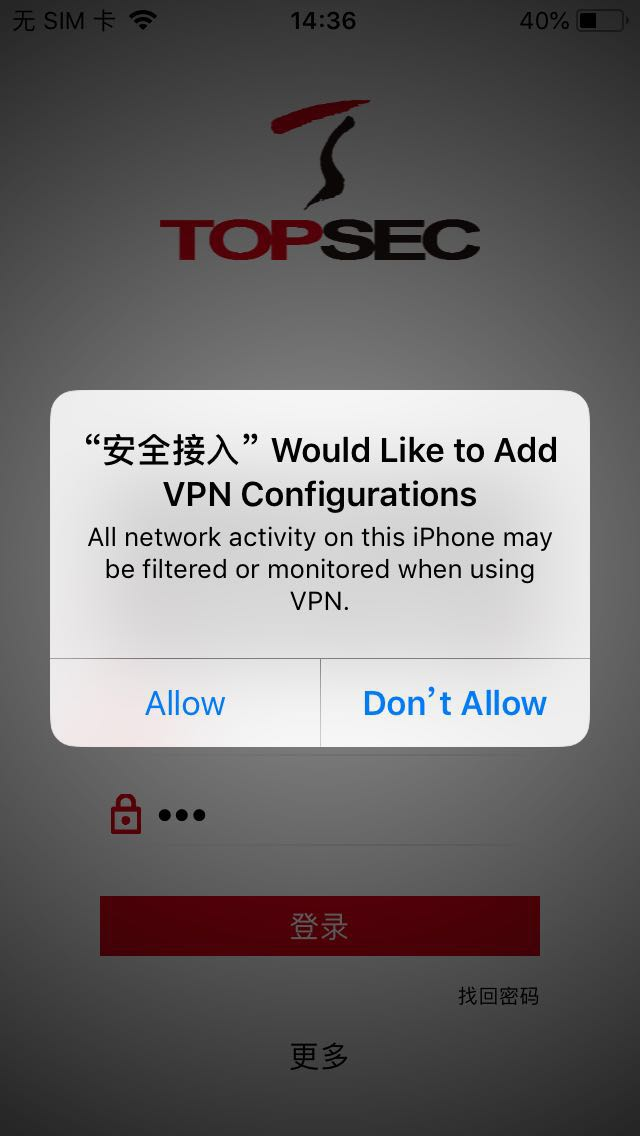 无 SIM 卡 14:36 40%
TOPSEC
“安全接入” Would Like to Add
VPN Configurations
All network activity on this iPhone may
be filtered or monitored when using
VPN.
Allow Don’t Allow
•••
登录
找回密码
更多